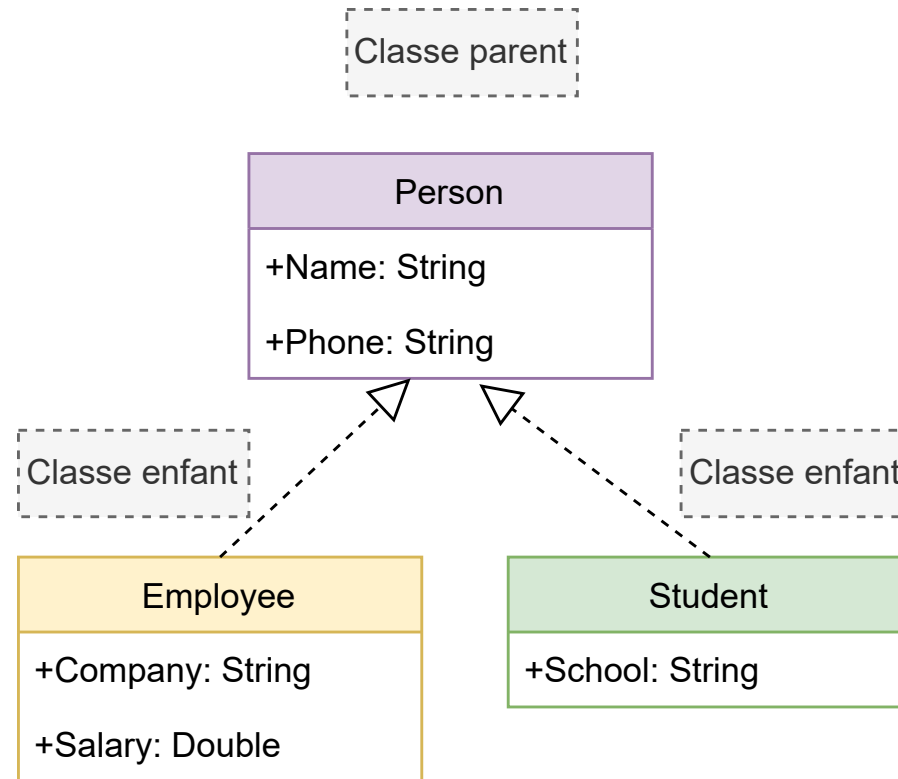 Classe parent
Person
+Name: String
+Phone: String
Classe enfant
Classe enfant
Employee
+Company: String
+Salary: Double
Student
+School: String